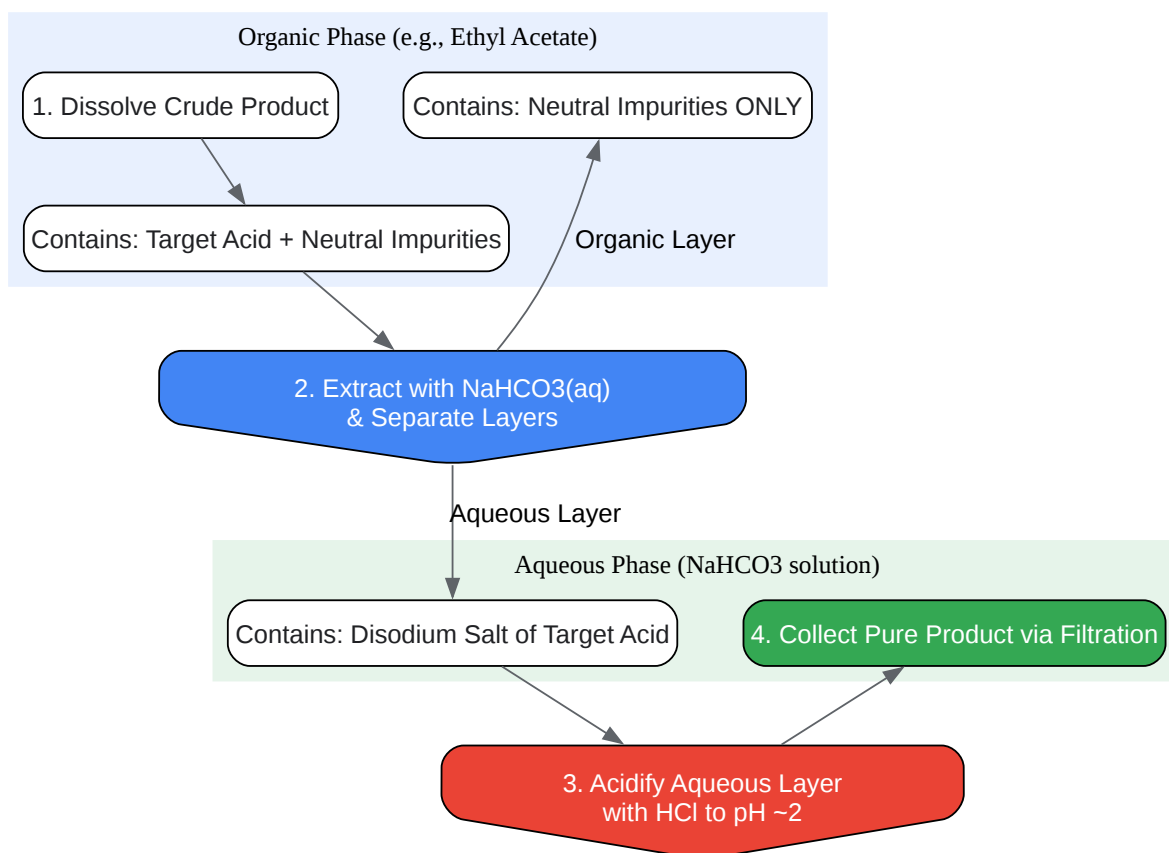 Organic Phase (e.g., Ethyl Acetate)
1. Dissolve Crude Product
Contains: Neutral Impurities ONLY
Contains: Target Acid + Neutral Impurities
Organic Layer
2. Extract with NaHCO3(aq)
& Separate Layers
Aqueous Layer
Aqueous Phase (NaHCO3 solution)
Contains: Disodium Salt of Target Acid
4. Collect Pure Product via Filtration
3. Acidify Aqueous Layer
with HCl to pH ~2